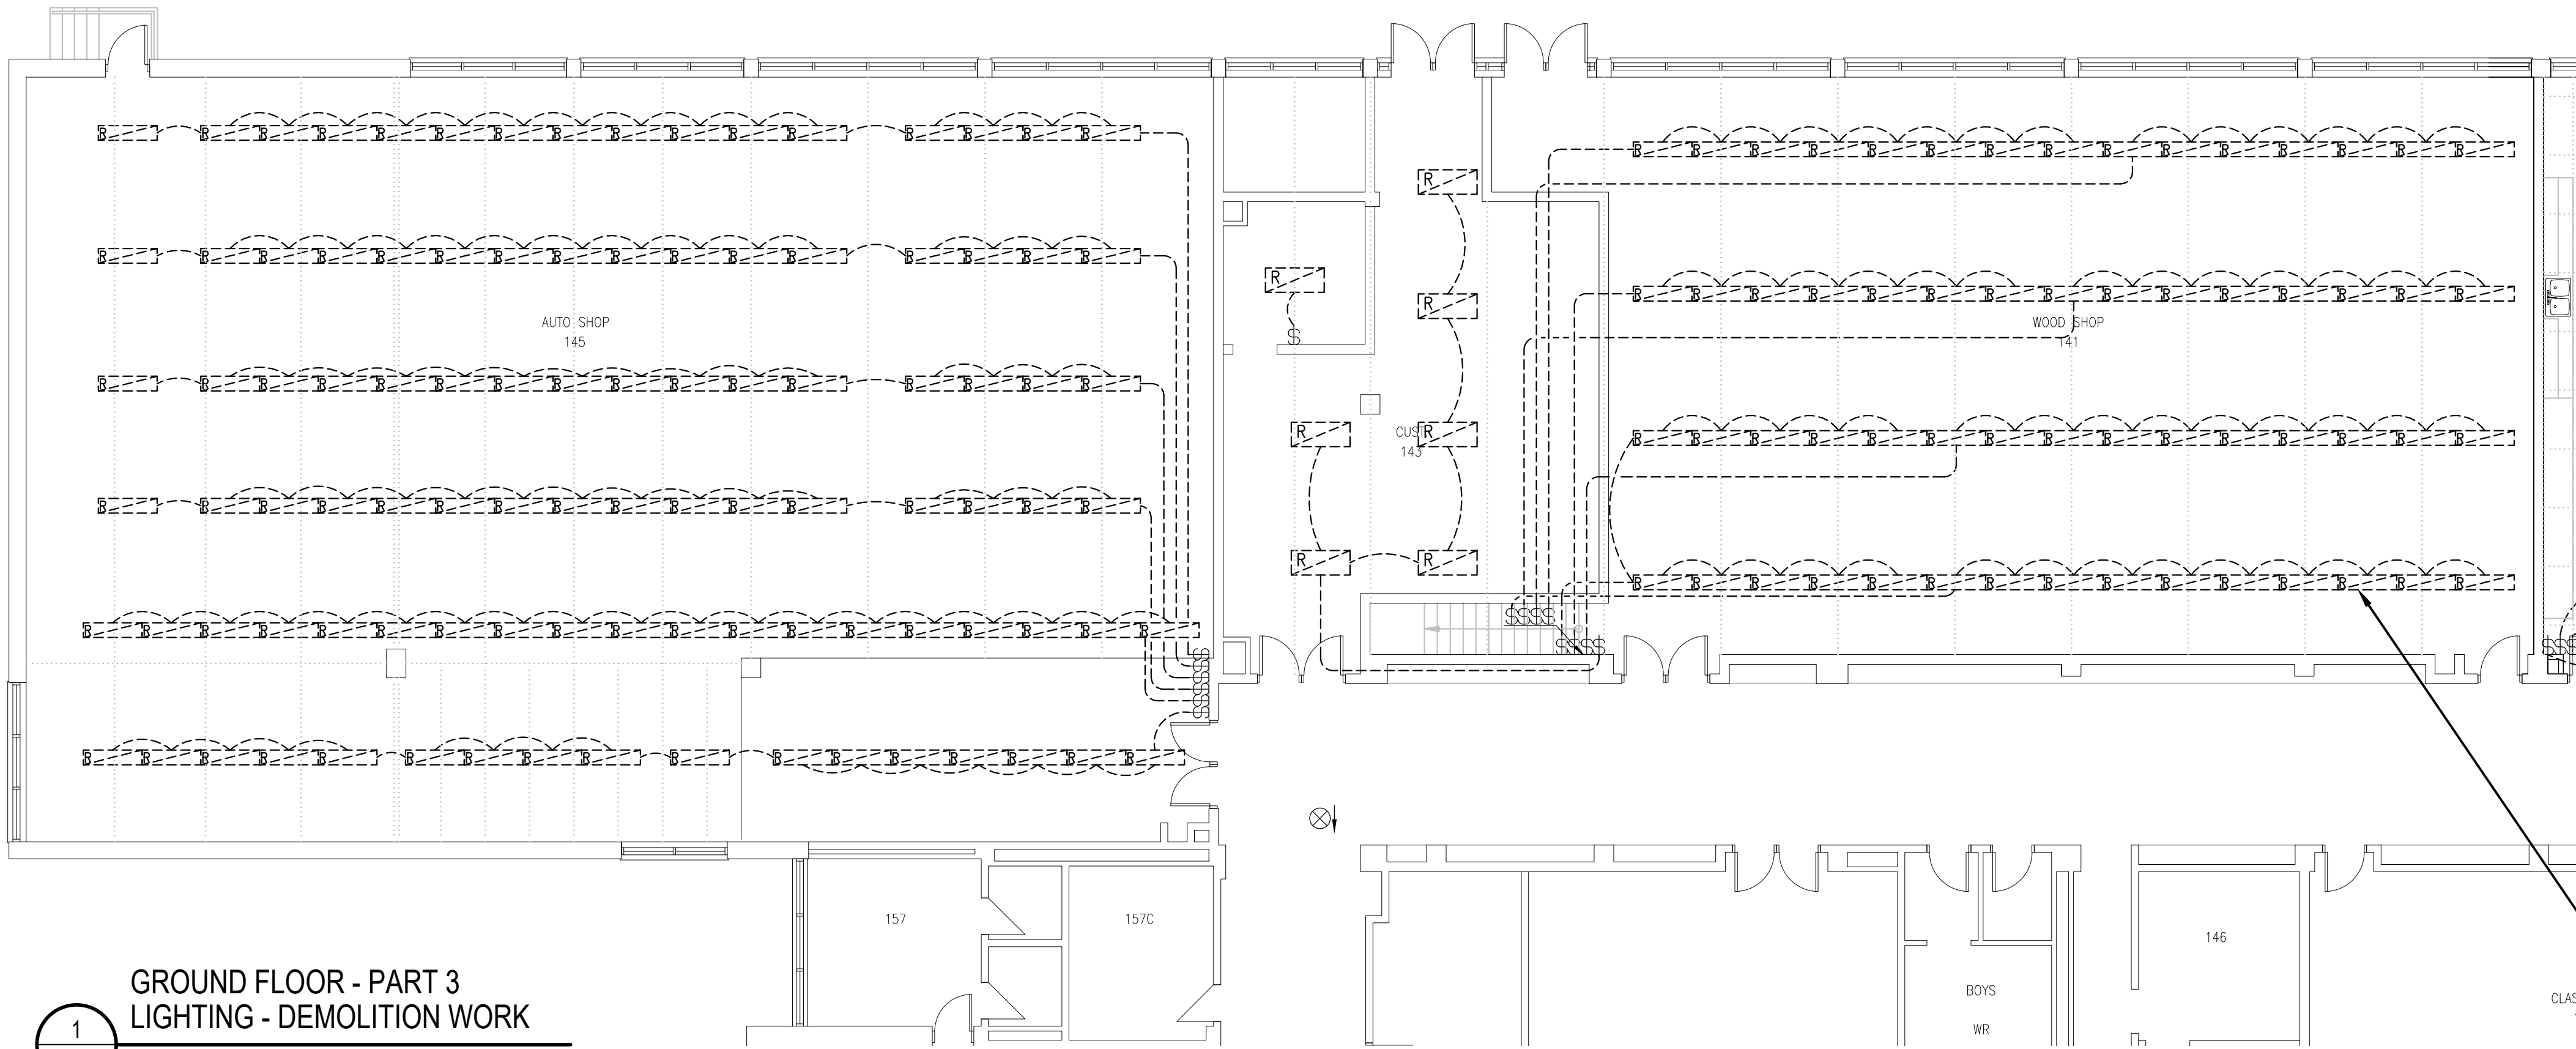 AUTO SHOP
145
WOOD SHOP
141
CUST.
143
157
157C
146
BOYS
WR
CLAS
GROUND FLOOR - PART 3
LIGHTING - DEMOLITION WORK
1